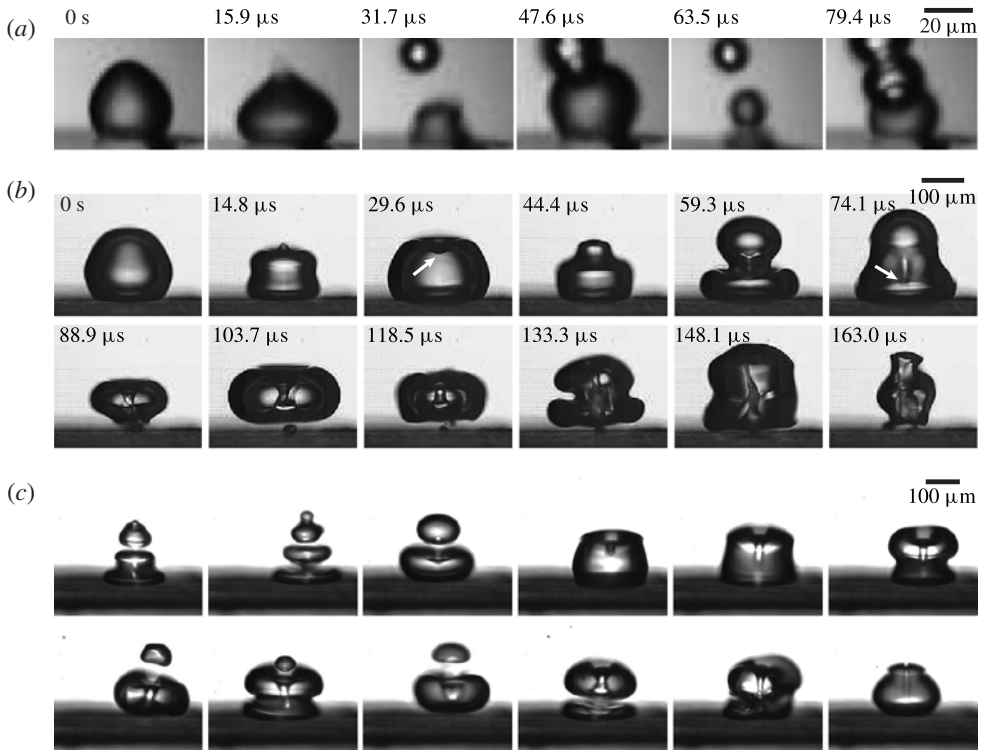 (a)
0 s 15.9 μs 31.7 μs 47.6 μs 63.5 μs 79.4 μs
20 μm
(b)
100 μm
0 s 14.8 μs 29.6 μs 44.4 μs 59.3 μs 74.1 μs
88.9 μs 103.7 μs 118.5 μs 133.3 μs 148.1 μs 163.0 μs
(c)
100 μm